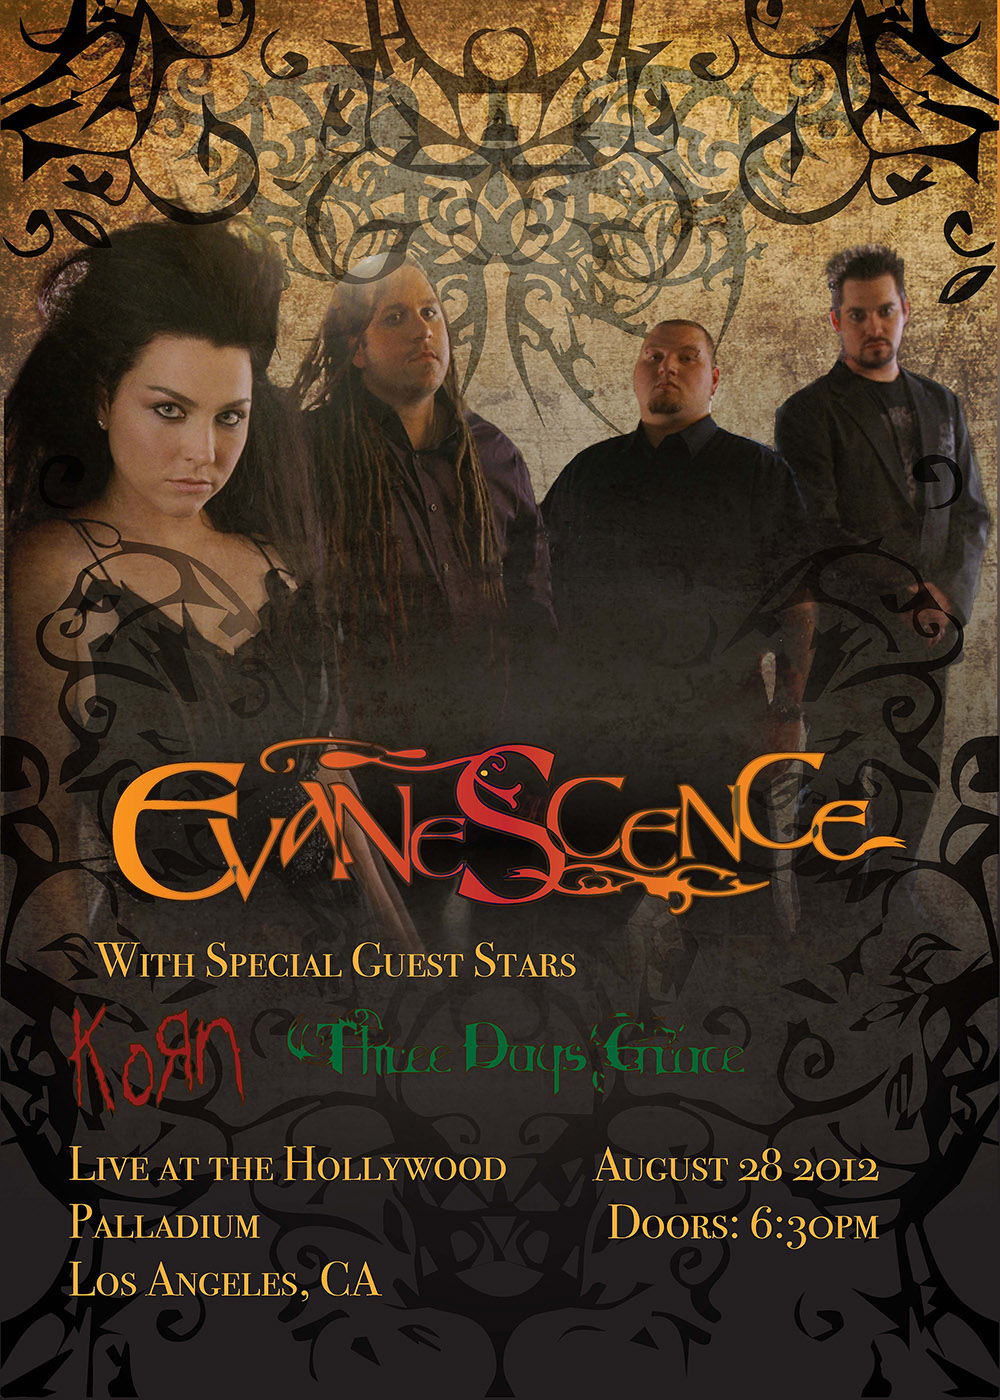 EVANESCENCE
WITH SPECIAL GUEST STARS
KoЯn Three Days Grace
LIVE AT THE HOLLYWOOD
PALLADIUM
LOS ANGELES, CA
AUGUST 28 2012
DOORS: 6:30PM